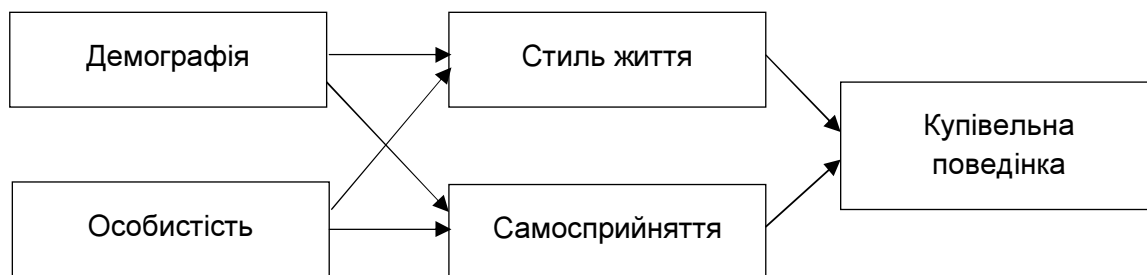 Демографія
Стиль життя
Купівельна
поведінка
Особистість
Самосприйняття